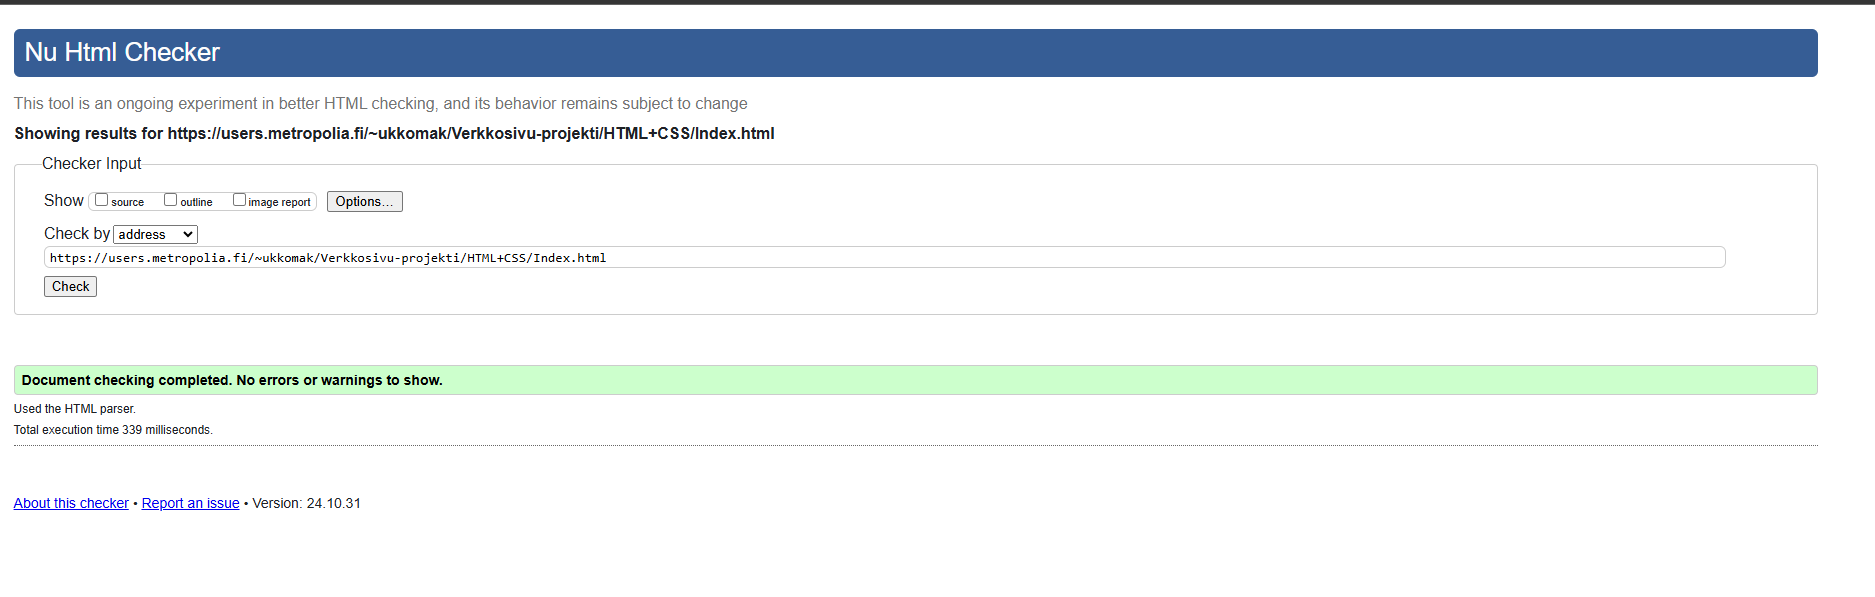 Nu Html Checker
This tool is an ongoing experiment in better HTML checking, and its behavior remains subject to change
Showing results for https://users.metropolia.fi/~ukkomak/Verkkosivu-projekti/HTML+CSS/Index.html
Checker Input
Show source outline image report Options...
Check by address
https://users.metropolia.fi/~ukkomak/Verkkosivu-projekti/HTML+CSS/Index.html
Check
Document checking completed. No errors or warnings to show.
Used the HTML parser.
Total execution time 339 milliseconds.
About this checker • Report an issue • Version: 24.10.31